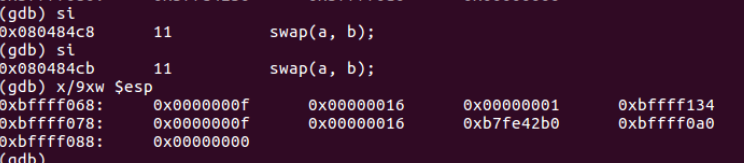 (gdb) si
0x080484c8      11              swap(a, b);
(gdb) si
0x080484cb      11              swap(a, b);
(gdb) x/9xw $esp
0xbffff068:     0x0000000f      0x00000016      0x00000001      0xbffff134
0xbffff078:     0x0000000f      0x00000016      0xb7fe42b0      0xbffff0a0
0xbffff088:     0x00000000
(gdb)